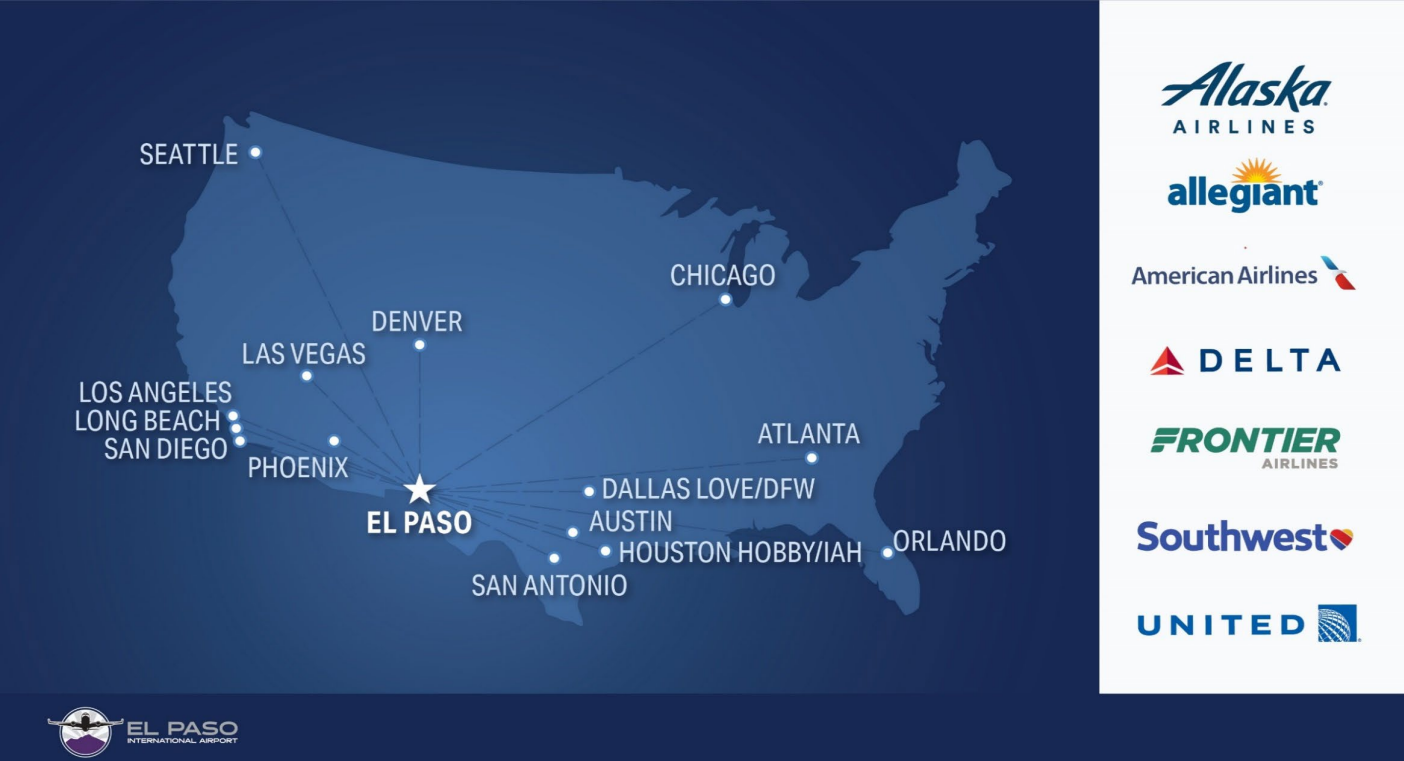 SEATTLE
CHICAGO
DENVER
LAS VEGAS
LOS ANGELES
LONG BEACH
SAN DIEGO
PHOENIX
ATLANTA
EL PASO
DALLAS LOVE/DFW
AUSTIN
HOUSTON HOBBY/IAH
ORLANDO
SAN ANTONIO
Alaska
AIRLINES
allegiant
American Airlines
DELTA
FRONTIER
AIRLINES
Southwest
UNITED
EL PASO
INTERNATIONAL AIRPORT